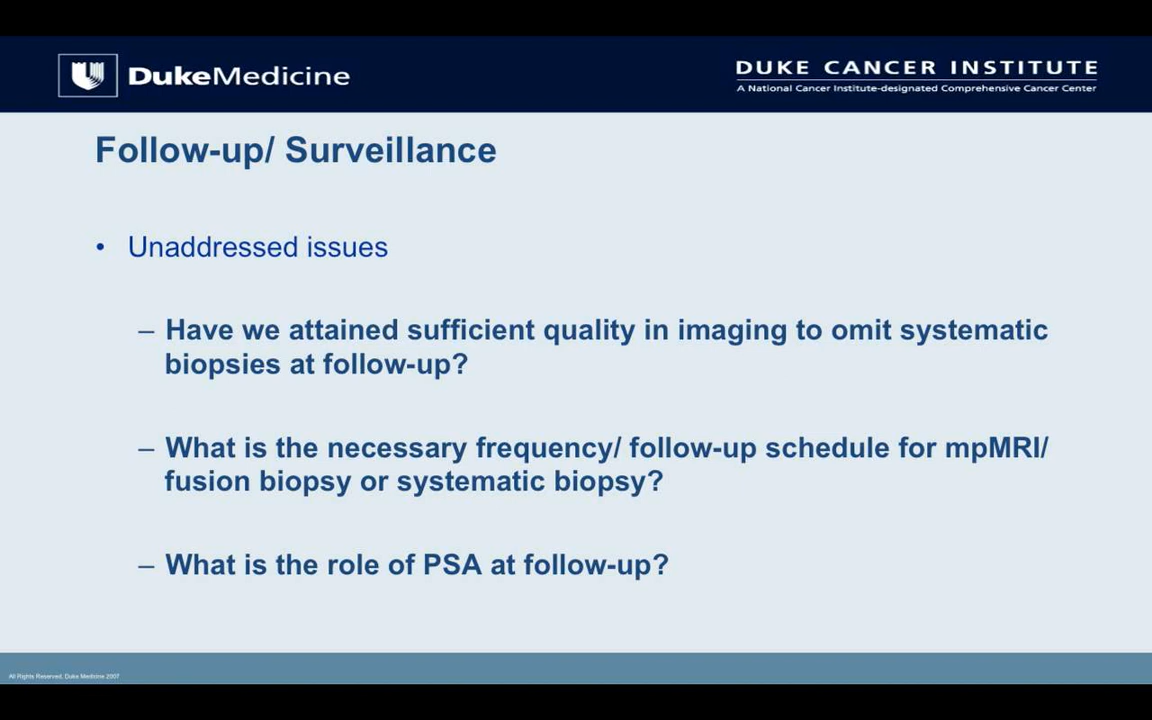 DukeMedicine
DUKE CANCER INSTITUTE
A National Cancer Institute-designated Comprehensive Cancer Center
Follow-up/ Surveillance
• Unaddressed issues
– Have we attained sufficient quality in imaging to omit systematic
biopsies at follow-up?
– What is the necessary frequency/ follow-up schedule for mpMRI/
fusion biopsy or systematic biopsy?
– What is the role of PSA at follow-up?
All Rights Reserved, Duke Medicine 2007